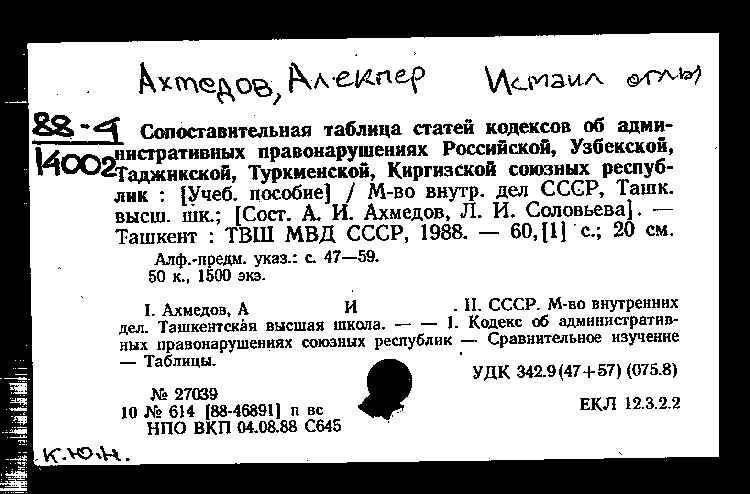 Ахмедов, Алекпер Исмаил оглы
88-4
14002
Сопоставительная таблица статей кодексов об адми-
нистративных правонарушениях Российской, Узбекской,
Таджикской, Туркменской, Киргизской союзных респуб-
лик : [Учеб. пособие] / М-во внутр. дел СССР, Ташк.
высш. шк.; [Сост. А. И. Ахмедов, Л. И. Соловьева]. —
Ташкент : ТВШ МВД СССР, 1988. — 60,[1] с.; 20 см.
Алф.-предм. указ.: с. 47—59.
50 к., 1500 экз.
I. Ахмедов, А И . II. СССР. М-во внутренних
дел. Ташкентская высшая школа. — — 1. Кодекс об административ-
ных правонарушениях союзных республик — Сравнительное изучение
— Таблицы.
УДК 342.9(47+57)(075.8)
№ 27039
10 № 614 [88-46891] п вс
ЕКЛ 12.3.2.2
НПО ВКП 04.08.88 С645
К.Ю.Н.